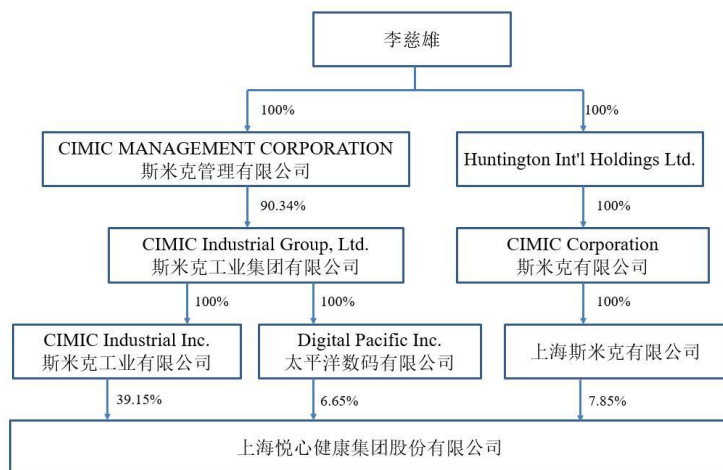 李慈雄
100%
100%
CIMIC MANAGEMENT CORPORATION
斯米克管理有限公司
Huntington Int'l Holdings Ltd.
90.34%
100%
CIMIC Industrial Group, Ltd.
斯米克工业集团有限公司
CIMIC Corporation
斯米克有限公司
100%
100%
100%
CIMIC Industrial Inc.
斯米克工业有限公司
Digital Pacific Inc.
太平洋数码有限公司
上海斯米克有限公司
39.15%
6.65%
7.85%
上海悦心健康集团股份有限公司